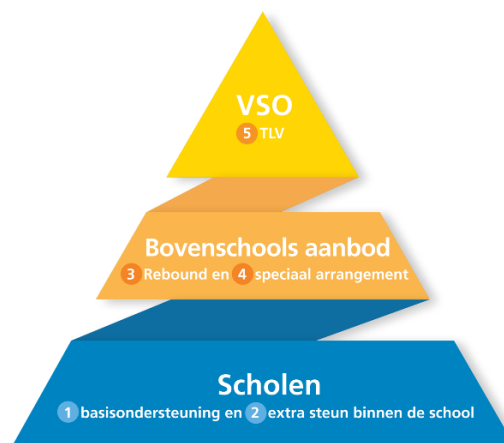 VSO
5 TLV
Bovenschools aanbod
3 Rebound en 4 speciaal arrangement
Scholen
1 basisondersteuning en 2 extra steun binnen de school